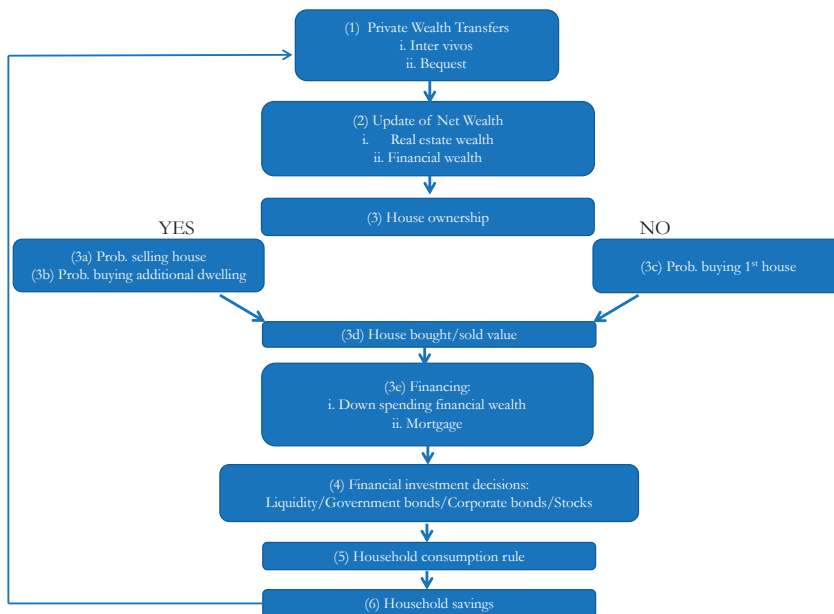 (1) Private Wealth Transfers
i. Inter vivos
ii. Bequest
(2) Update of Net Wealth
i. Real estate wealth
ii. Financial wealth
(3) House ownership
YES
NO
(3a) Prob. selling house
(3b) Prob. buying additional dwelling
(3c) Prob. buying 1st house
(3d) House bought/sold value
(3e) Financing:
i. Down spending financial wealth
ii. Mortgage
(4) Financial investment decisions:
Liquidity/Government bonds/Corporate bonds/Stocks
(5) Household consumption rule
(6) Household savings